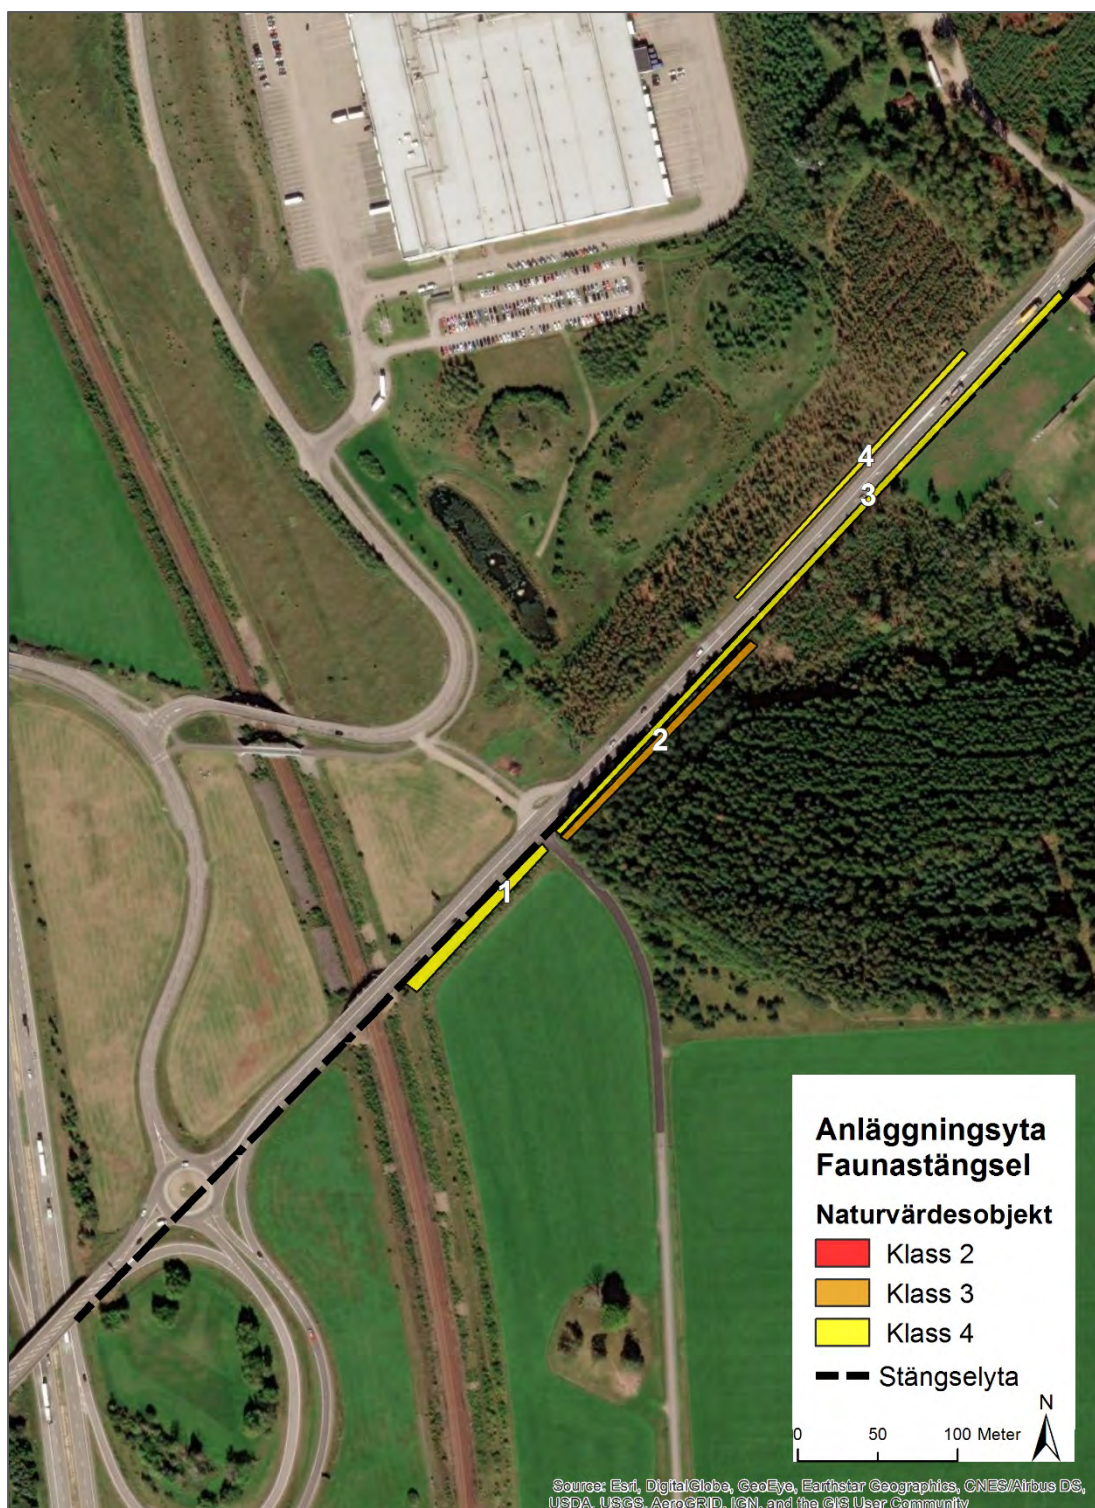 4
3
2
1
Anläggningsyta
Faunastängsel
Naturvärdesobjekt
Klass 2
Klass 3
Klass 4
Stängselyta
N
0 50 100 Meter
Source: Esri, DigitalGlobe, GeoEye, Earthstar Geographics, CNES/Airbus DS,
USDA, USGS, AeroGRID, IGN, and the GIS User Community